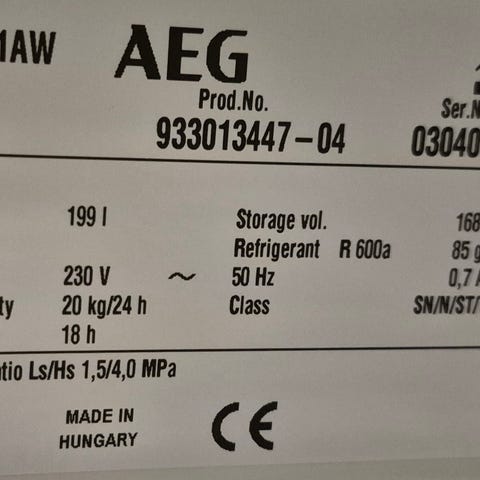 1AW AEG
Prod.No. Ser.N
933013447-04 03040
199 l Storage vol. 168
Refrigerant R 600a 85 g
230 V ~ 50 Hz 0,7 A
ty 20 kg/24 h Class SN/N/ST/
18 h
tio Ls/Hs 1,5/4,0 MPa
MADE IN
HUNGARY CE